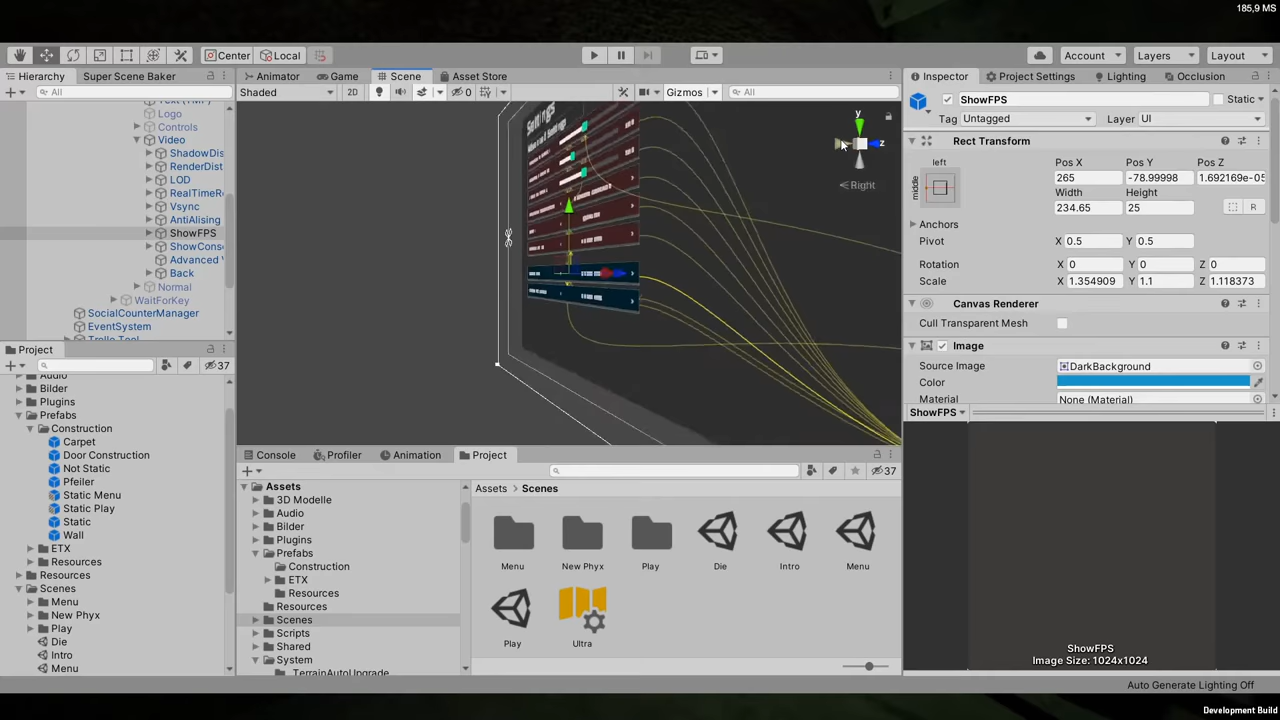 185,9 MS
Center
Local
Account
Layers
Layout
Hierarchy
Super Scene Baker
Animator
Game
Scene
Asset Store
Inspector
Project Settings
Lighting
Occlusion
All
Shaded
2D
0
Gizmos
All
ShowFPS
Static
Tag Untagged
Layer UI
Text (TMP)
Logo
Controls
Video
ShadowDis
RenderDist
LOD
RealTimeR
Vsync
AntiAlising
ShowFPS
ShowCons
Advanced
Back
Normal
WaitForKey
SocialCounterManager
EventSystem
Settings
y
z
Right
Rect Transform
left
middle
Pos X
Pos Y
Pos Z
265
-78.99998
1.692169e-05
Width
Height
234.65
25
R
Anchors
Pivot
X 0.5
Y 0.5
Rotation
X 0
Y 0
Z 0
Scale
X 1.354909
Y 1.1
Z 1.118373
Canvas Renderer
Cull Transparent Mesh
Image
Source Image
DarkBackground
Color
Material
None (Material)
Project
37
Audio
Bilder
Plugins
Prefabs
Construction
Carpet
Door Construction
Not Static
Pfeiler
Static Menu
Static Play
Static
Wall
ETX
Resources
Resources
Scenes
Menu
New Phyx
Play
Die
Intro
Menu
Console
Profiler
Animation
Project
37
Assets
3D Modelle
Audio
Bilder
Plugins
Prefabs
Construction
ETX
Resources
Resources
Scenes
Scripts
Shared
System
_TerrainAutoUpgrade
Assets
Scenes
Menu
New Phyx
Play
Die
Intro
Menu
Play
Ultra
ShowFPS
ShowFPS
Image Size: 1024x1024
Auto Generate Lighting Off
Development Build